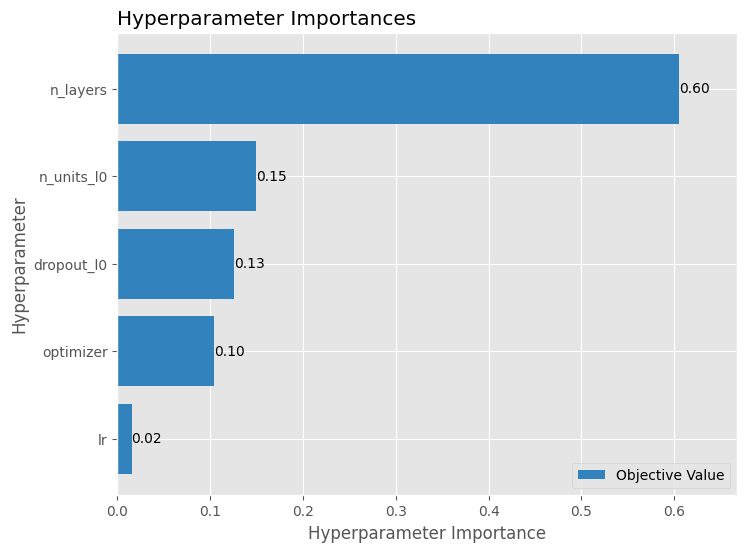 Hyperparameter Importances
Hyperparameter
n_layers
0.60
n_units_l0
0.15
dropout_l0
0.13
optimizer
0.10
lr
0.02
Objective Value
0.0 0.1 0.2 0.3 0.4 0.5 0.6
Hyperparameter Importance